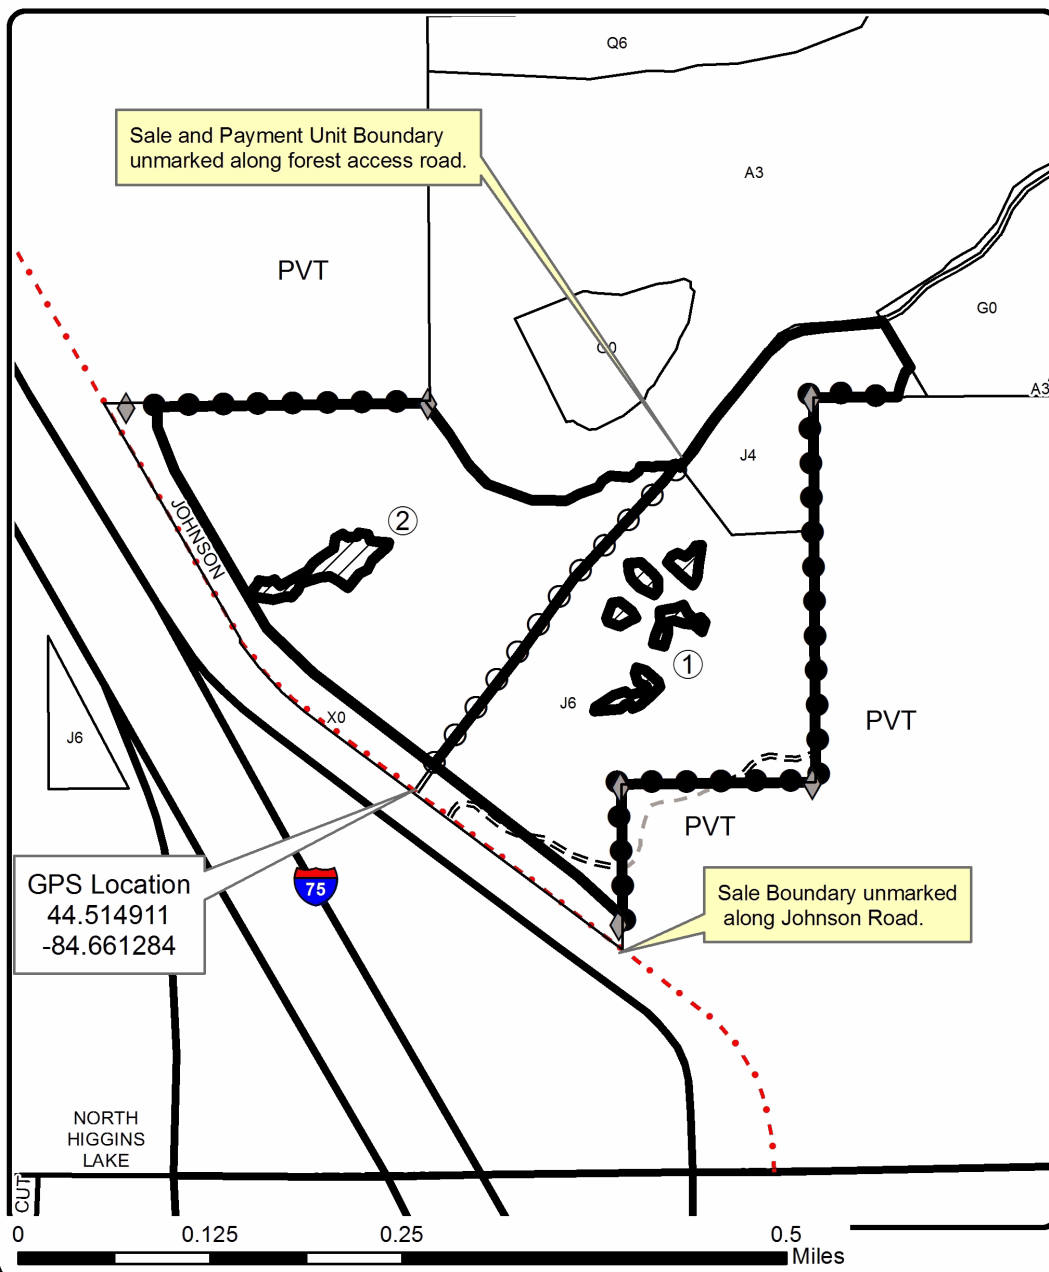 Q6
Sale and Payment Unit Boundary
unmarked along forest access road.
A3
PVT
G0
A3
J4
JOHNSON
2
1
J6
X0
PVT
J6
PVT
GPS Location
44.514911
-84.661284
75
Sale Boundary unmarked
along Johnson Road.
NORTH
HIGGINS
LAKE
CUT
0 0.125 0.25 0.5
Miles